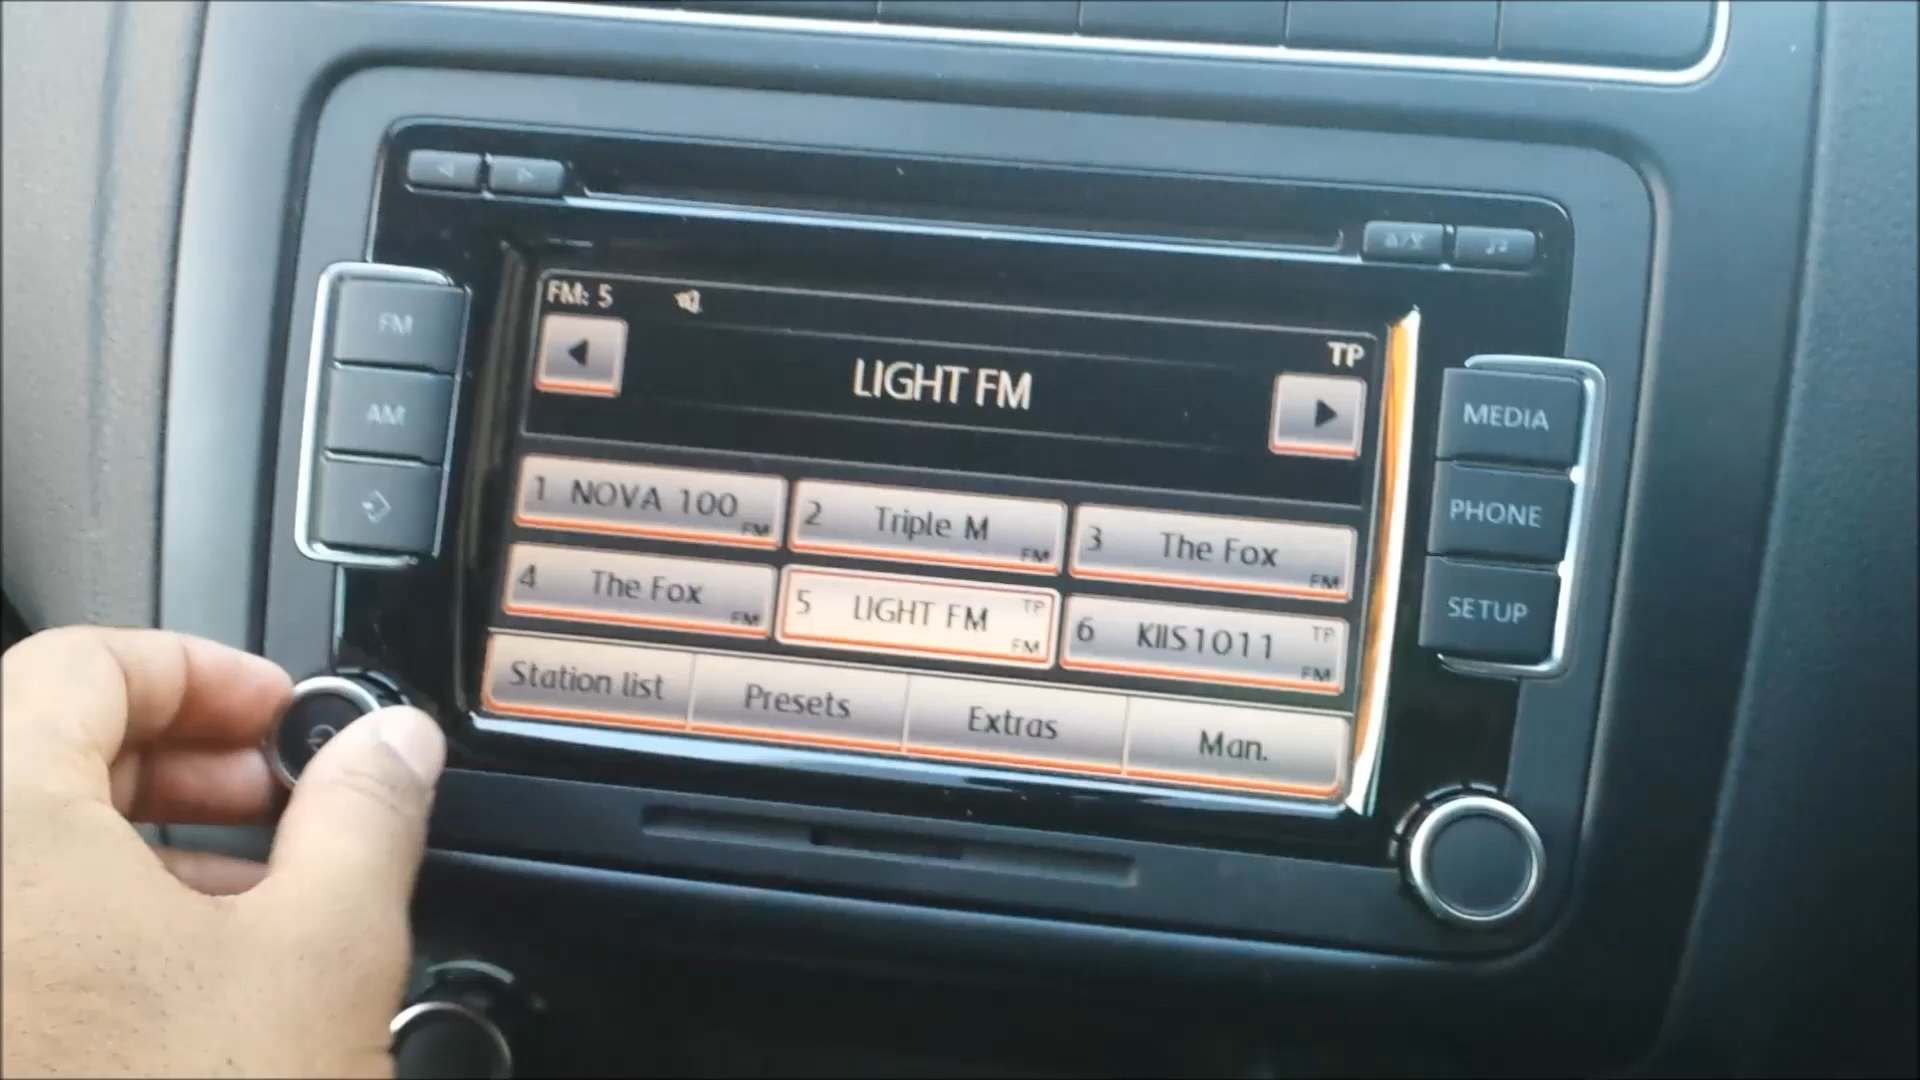 FM: 5
TP
LIGHT FM
1 NOVA 100 FM
2 Triple M FM
3 The Fox FM
4 The Fox FM
5 LIGHT FM TP FM
6 KIIS1011 TP FM
Station list
Presets
Extras
Man.
FM
AM
MEDIA
PHONE
SETUP